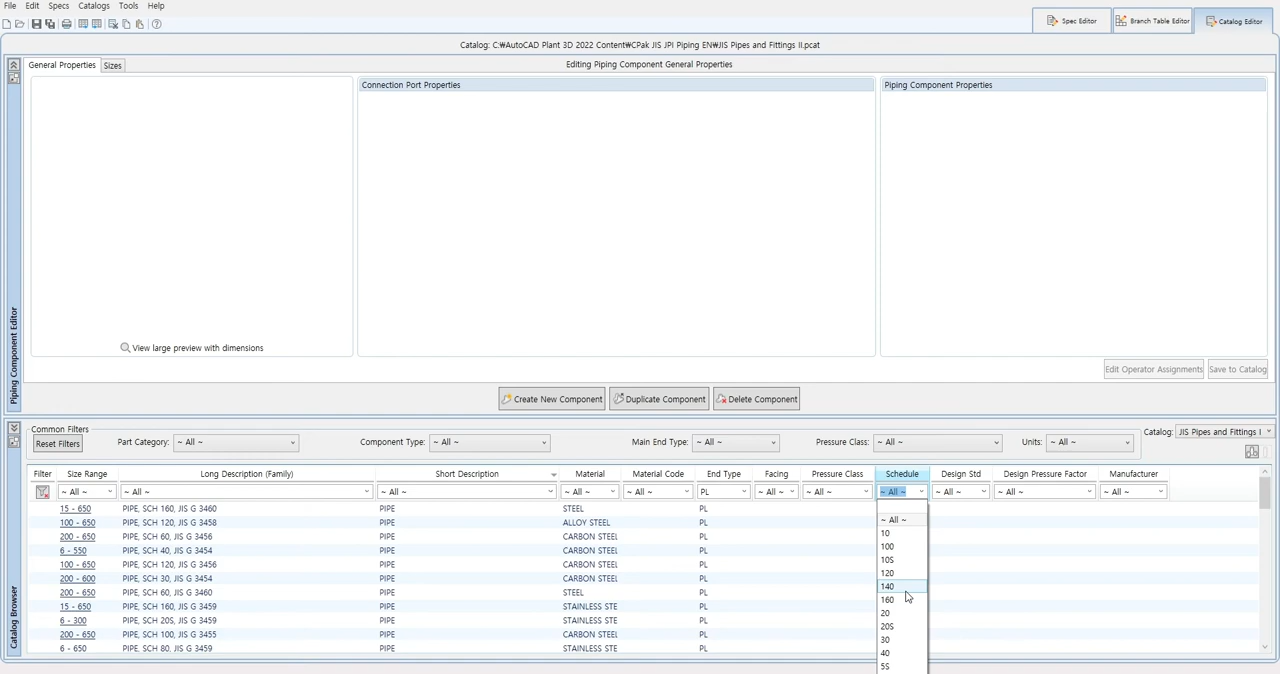 File Edit Specs Catalogs Tools Help
Spec Editor Branch Table Editor Catalog Editor
Catalog: C:₩AutoCAD Plant 3D 2022 Content₩CPak JIS JPI Piping EN₩JIS Pipes and Fittings II.pcat
General Properties Sizes Editing Piping Component General Properties
Connection Port Properties Piping Component Properties
Piping Component Editor
View large preview with dimensions
Edit Operator Assignments Save to Catalog
Create New Component Duplicate Component Delete Component
Common Filters
Catalog: JIS Pipes and Fittings I
Reset Filters Part Category: ~ All ~ Component Type: ~ All ~ Main End Type: ~ All ~ Pressure Class: ~ All ~ Units: ~ All ~
Filter Size Range Long Description (Family) Short Description Material Material Code End Type Facing Pressure Class Schedule Design Std Design Pressure Factor Manufacturer
~ All ~ ~ All ~ ~ All ~ ~ All ~ ~ All ~ PL ~ All ~ ~ All ~ ~ All ~ ~ All ~ ~ All ~ ~ All ~
15 - 650 PIPE, SCH 160, JIS G 3460 PIPE STEEL PL
100 - 650 PIPE, SCH 120, JIS G 3458 PIPE ALLOY STEEL PL
200 - 650 PIPE, SCH 60, JIS G 3456 PIPE CARBON STEEL PL
6 - 550 PIPE, SCH 40, JIS G 3454 PIPE CARBON STEEL PL
100 - 650 PIPE, SCH 120, JIS G 3456 PIPE CARBON STEEL PL
200 - 600 PIPE, SCH 30, JIS G 3454 PIPE CARBON STEEL PL
200 - 650 PIPE, SCH 60, JIS G 3460 PIPE STEEL PL
15 - 650 PIPE, SCH 160, JIS G 3459 PIPE STAINLESS STE PL
6 - 300 PIPE, SCH 20S, JIS G 3459 PIPE STAINLESS STE PL
200 - 650 PIPE, SCH 100, JIS G 3455 PIPE CARBON STEEL PL
6 - 650 PIPE, SCH 80, JIS G 3459 PIPE STAINLESS STE PL
Catalog Browser
~ All ~
10
100
10S
120
140
160
20
20S
30
40
5S